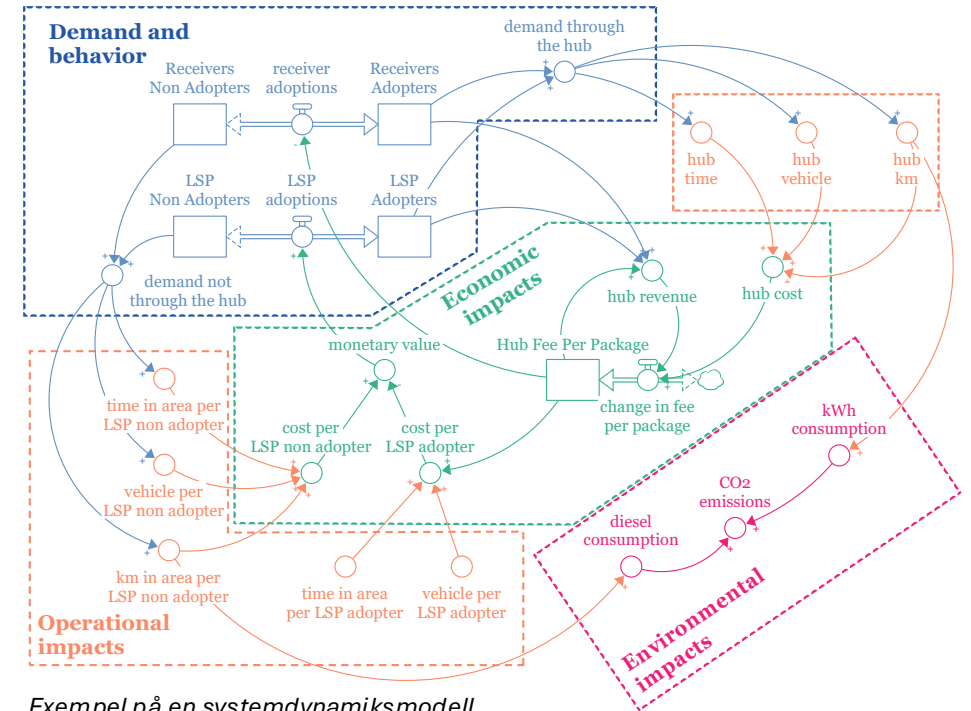 Demand and
behavior
demand through
the hub
Receivers
Non Adopters
receiver
adoptions
Receivers
Adopters
LSP
Non Adopters
LSP
adoptions
LSP
Adopters
hub
time
hub
vehicle
hub
km
demand not
through the hub
Economic
impacts
hub revenue
hub cost
monetary value
Hub Fee Per Package
change in fee
per package
cost per
LSP non adopter
cost per
LSP adopter
time in area per
LSP non adopter
vehicle per
LSP non adopter
km in area per
LSP non adopter
time in area
per LSP adopter
vehicle per
LSP adopter
Operational
impacts
kWh
consumption
CO2
emissions
diesel
consumption
Environmental
impacts
Exempel på en systemdynamiksmodell